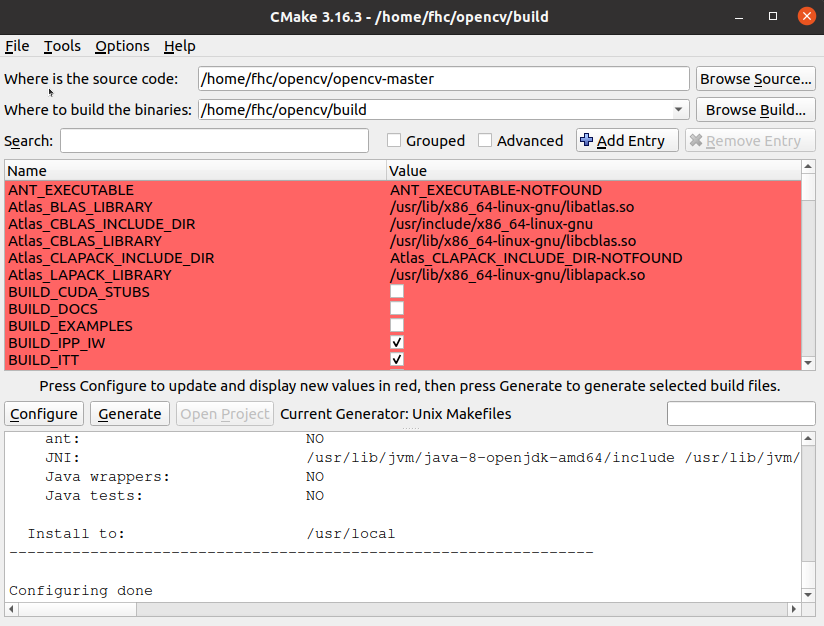 CMake 3.16.3 - /home/fhc/opencv/build
File Tools Options Help
Where is the source code: /home/fhc/opencv/opencv-master Browse Source...
Where to build the binaries: /home/fhc/opencv/build Browse Build...
Search: Grouped Advanced Add Entry Remove Entry
Name Value
ANT_EXECUTABLE ANT_EXECUTABLE-NOTFOUND
Atlas_BLAS_LIBRARY /usr/lib/x86_64-linux-gnu/libatlas.so
Atlas_CBLAS_INCLUDE_DIR /usr/include/x86_64-linux-gnu
Atlas_CBLAS_LIBRARY /usr/lib/x86_64-linux-gnu/libcblas.so
Atlas_CLAPACK_INCLUDE_DIR Atlas_CLAPACK_INCLUDE_DIR-NOTFOUND
Atlas_LAPACK_LIBRARY /usr/lib/x86_64-linux-gnu/liblapack.so
BUILD_CUDA_STUBS
BUILD_DOCS
BUILD_EXAMPLES
BUILD_IPP_IW
BUILD_ITT
Press Configure to update and display new values in red, then press Generate to generate selected build files.
Configure Generate Open Project Current Generator: Unix Makefiles
ant: NO
JNI: /usr/lib/jvm/java-8-openjdk-amd64/include /usr/lib/jvm/
Java wrappers: NO
Java tests: NO
Install to: /usr/local
-----------------------------------------------------------------
Configuring done